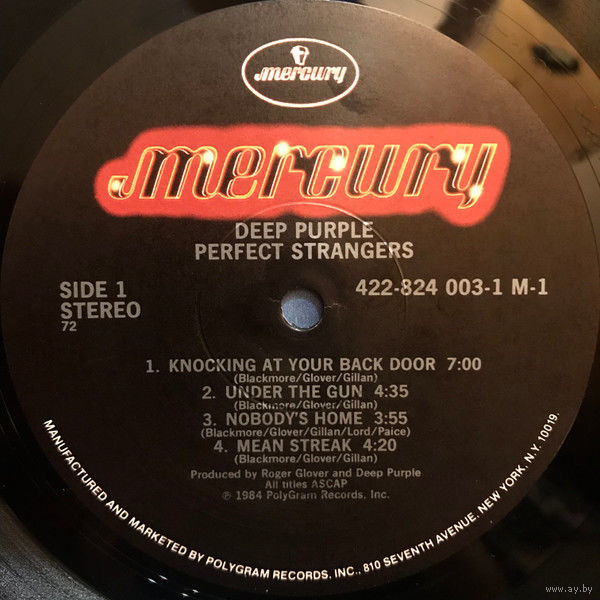 mercury
mercury
DEEP PURPLE
PERFECT STRANGERS
SIDE 1
STEREO
72
422-824 003-1 M-1
1. KNOCKING AT YOUR BACK DOOR 7:00
(Blackmore/Glover/Gillan)
2. UNDER THE GUN 4:35
(Blackmore/Glover/Gillan)
3. NOBODY'S HOME 3:55
(Blackmore/Glover/Gillan/Lord/Paice)
4. MEAN STREAK 4:20
(Blackmore/Glover/Gillan)
Produced by Roger Glover and Deep Purple
All titles ASCAP
℗ 1984 PolyGram Records, Inc.
MANUFACTURED AND MARKETED BY POLYGRAM RECORDS, INC., 810 SEVENTH AVENUE, NEW YORK, N.Y. 10019.
www.ay.by